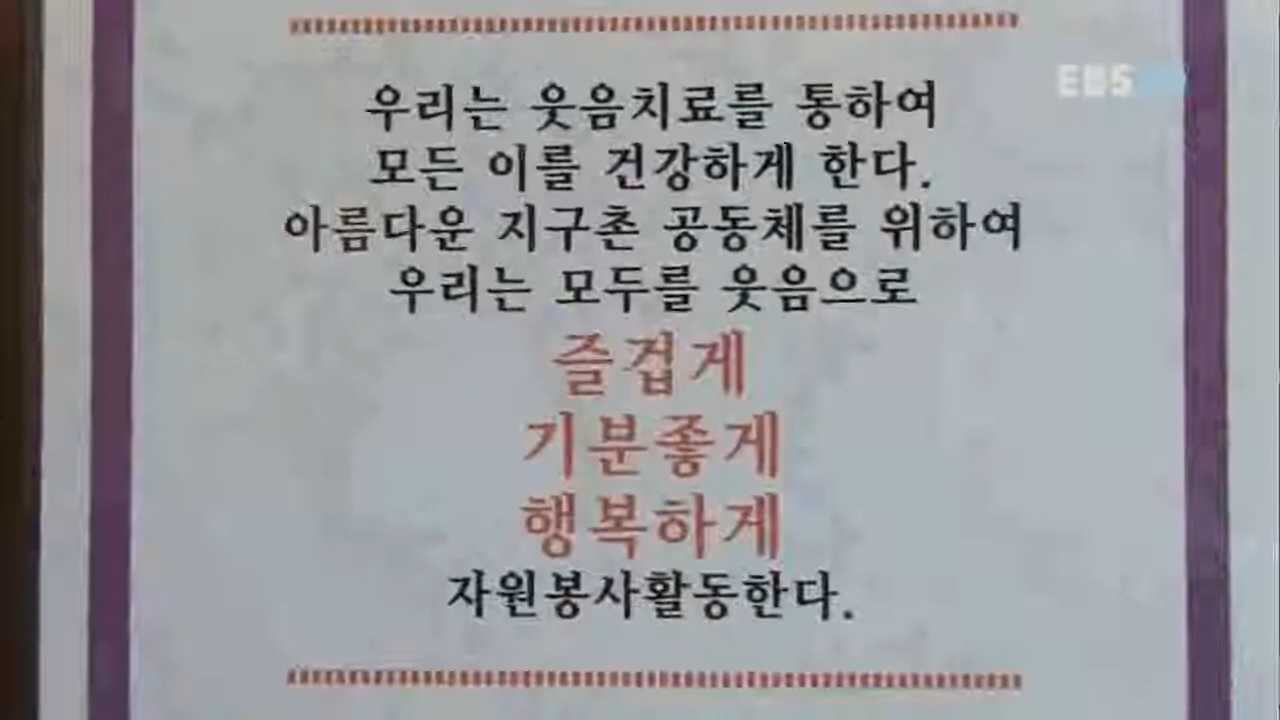 EBS
우리는 웃음치료를 통하여
모든 이를 건강하게 한다.
아름다운 지구촌 공동체를 위하여
우리는 모두를 웃음으로
즐겁게
기분좋게
행복하게
자원봉사활동한다.